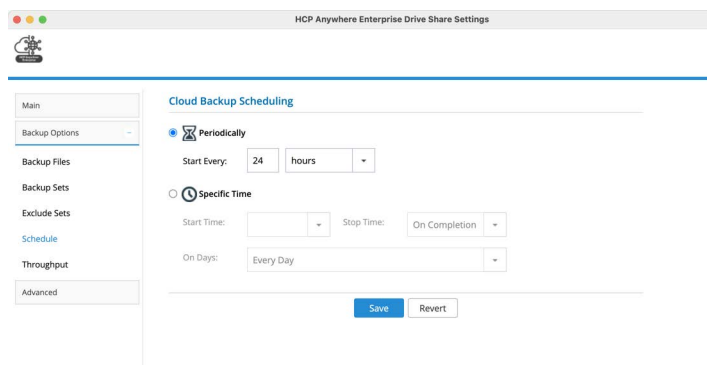 HCP Anywhere Enterprise Drive Share Settings
Main
Backup Options
Backup Files
Backup Sets
Exclude Sets
Schedule
Throughput
Advanced
Cloud Backup Scheduling
Periodically
Start Every: 24 hours
Specific Time
Start Time: Stop Time: On Completion
On Days: Every Day
Save Revert